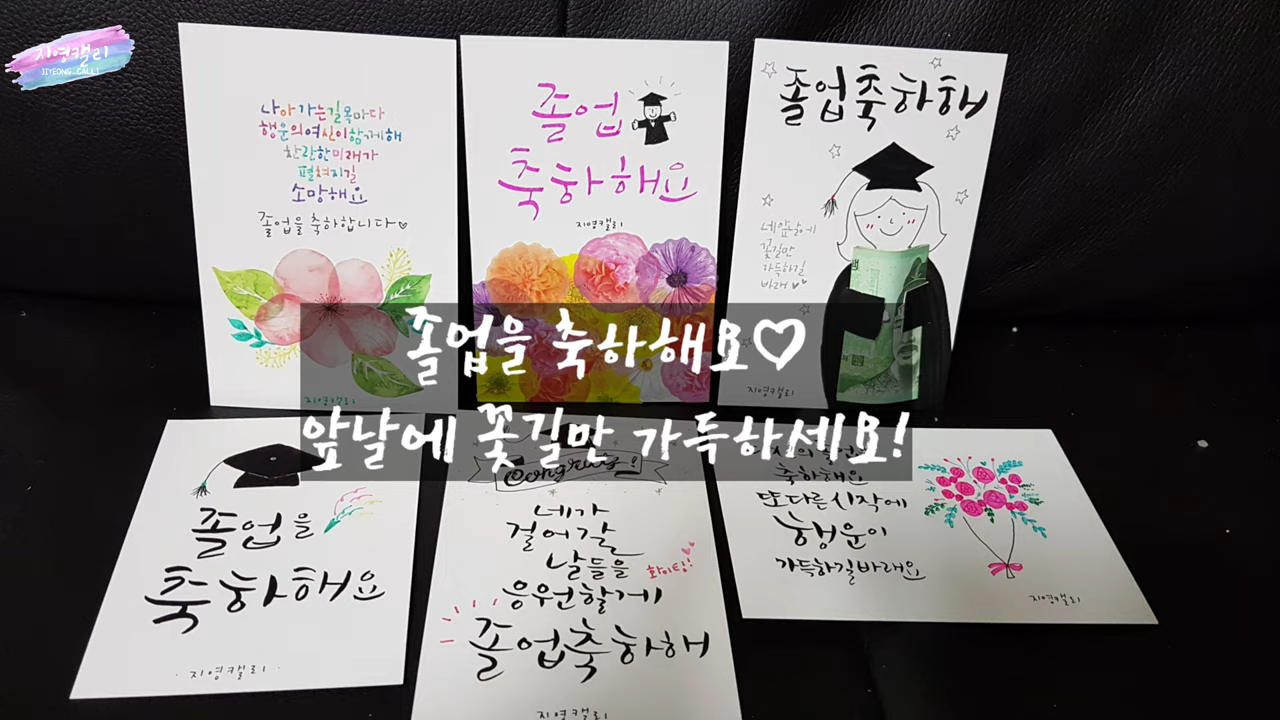 지영캘리
JIYEONG_CALLI
나아가는길목마다
행운의여신이함께해
찬란한미래가
펼쳐지길
소망해요
졸업을축하합니다♡
지영캘리
졸업
축하해요
지영캘리
졸업축하해
네앞날에
꽃길만
가득하길
바래♥♥
지영캘리
졸업을 축하해요♡
앞날에 꽃길만 가득하세요!
졸업을
축하해요
·지영캘리·
Congratz!
네가
걸어갈
날들을
화이팅!
응원할게
졸업축하해
지영캘리
축하해요
또다른시작에
행운이
가득하길바래요
지영캘리